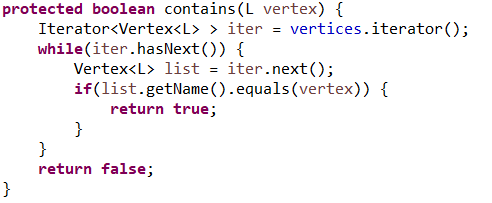 protected boolean contains(L vertex) {
    Iterator<Vertex<L> > iter = vertices.iterator();
    while(iter.hasNext()) {
        Vertex<L> list = iter.next();
        if(list.getName().equals(vertex)) {
            return true;
        }
    }
    return false;
}